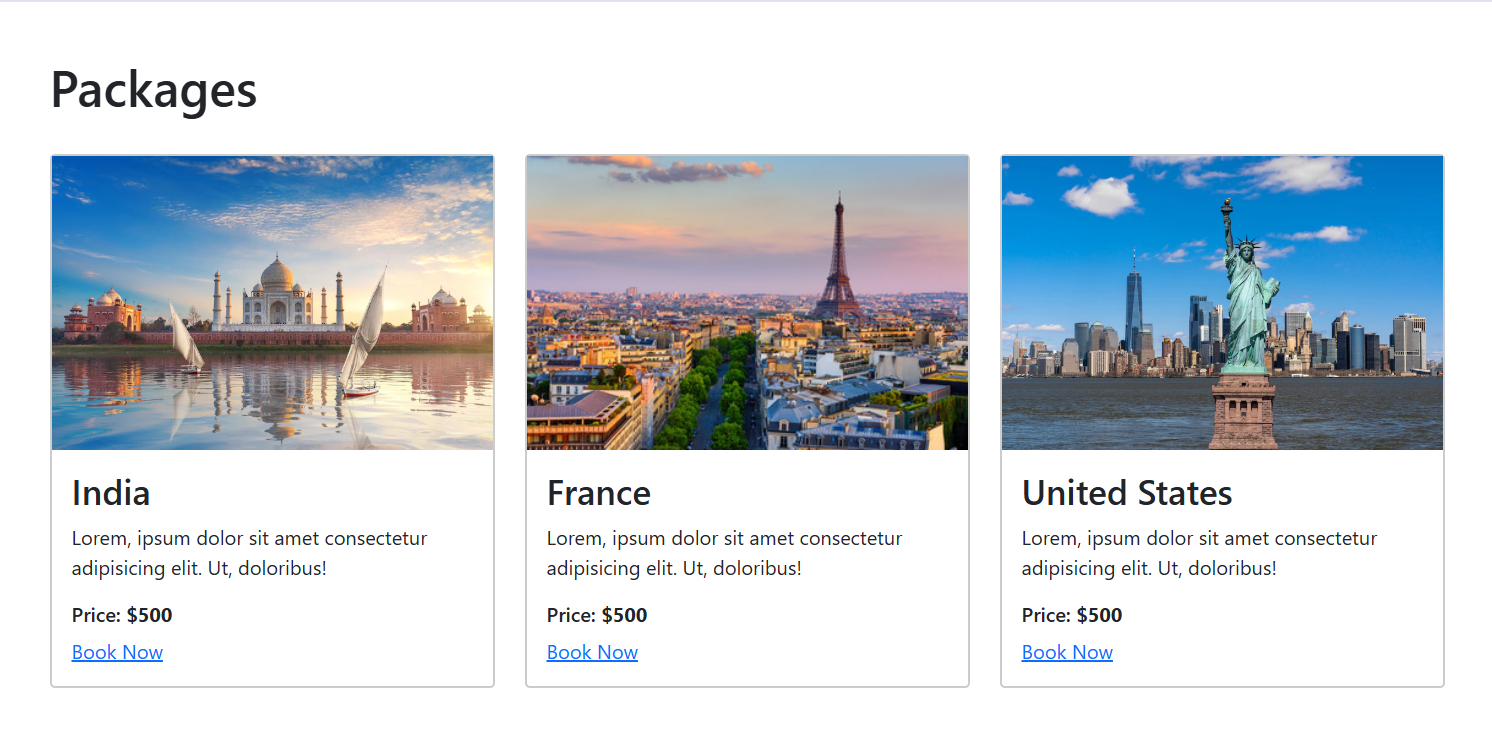 Packages
India
Lorem, ipsum dolor sit amet consectetur
adipisicing elit. Ut, doloribus!
Price: $500
Book Now
France
Lorem, ipsum dolor sit amet consectetur
adipisicing elit. Ut, doloribus!
Price: $500
Book Now
United States
Lorem, ipsum dolor sit amet consectetur
adipisicing elit. Ut, doloribus!
Price: $500
Book Now